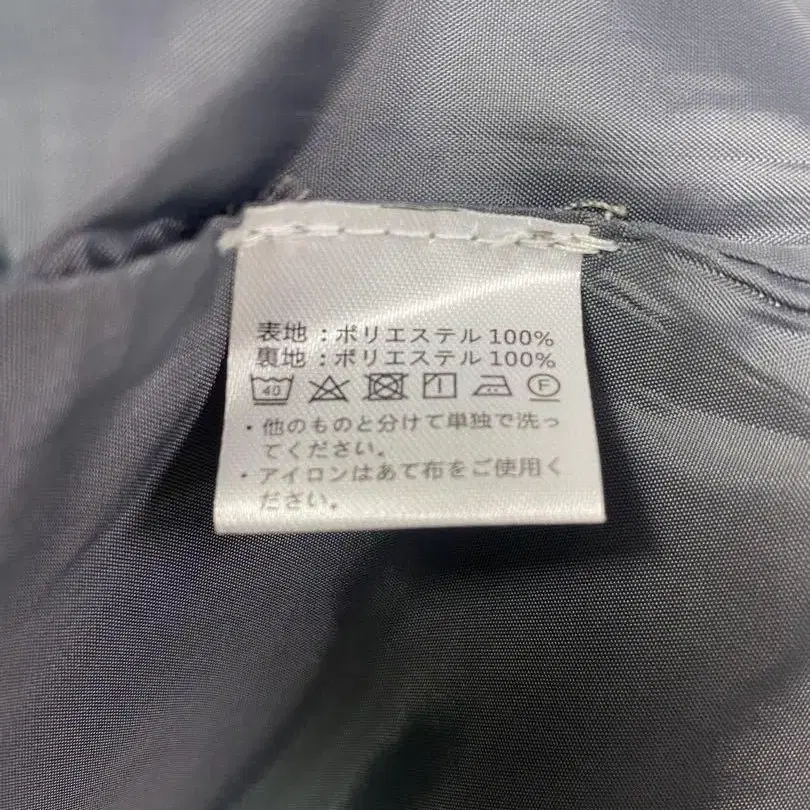 表地：ポリエステル100%
裏地：ポリエステル100%
40 F
・他のものと分けて単独で洗っ
てください。
・アイロンはあて布をご使用く
ださい。